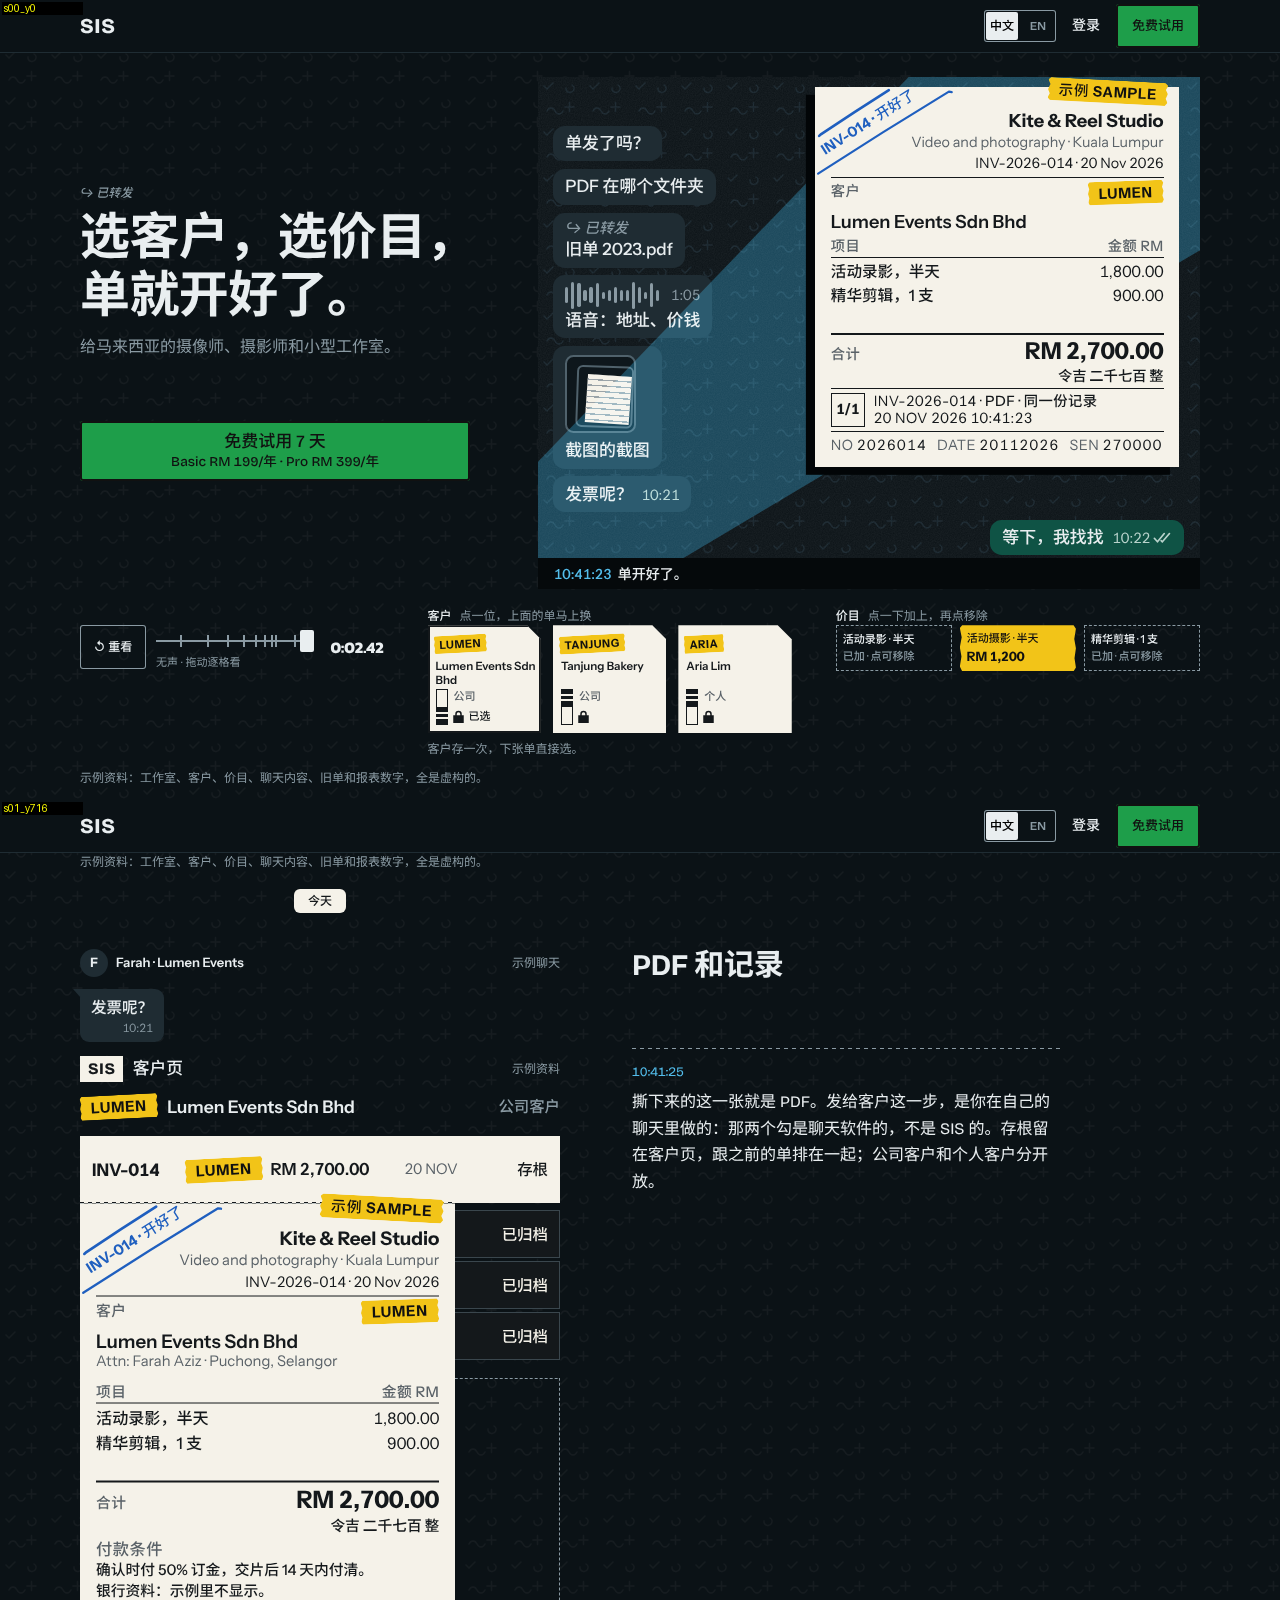 s00_y0
SIS
中文 EN 登录 免费试用
已转发
选客户，选价目，
单就开好了。
给马来西亚的摄像师、摄影师和小型工作室。
免费试用 7 天
Basic RM 199/年 · Pro RM 399/年
单发了吗？
PDF 在哪个文件夹
已转发
旧单 2023.pdf
1:05
语音：地址、价钱
截图的截图
发票呢？ 10:21
等下，我找找 10:22
10:41:23 单开好了。
示例 SAMPLE
INV-014 · 开好了
Kite & Reel Studio
Video and photography · Kuala Lumpur
INV-2026-014 · 20 Nov 2026
客户 LUMEN
Lumen Events Sdn Bhd
项目 金额 RM
活动录影，半天 1,800.00
精华剪辑，1 支 900.00
合计 RM 2,700.00
令吉 二千七百 整
1/1 INV-2026-014 · PDF · 同一份记录
20 NOV 2026 10:41:23
NO 2026014 DATE 20112026 SEN 270000
重看
无声 · 拖动逐格看
0:02.42
客户 点一位，上面的单马上换
LUMEN
Lumen Events Sdn Bhd
公司
已选
TANJUNG
Tanjung Bakery
公司
ARIA
Aria Lim
个人
客户存一次，下张单直接选。
价目 点一下加上，再点移除
活动录影 · 半天
已加 · 点可移除
活动摄影 · 半天
RM 1,200
精华剪辑 · 1 支
已加 · 点可移除
示例资料：工作室、客户、价目、聊天内容、旧单和报表数字，全是虚构的。
s01_y716
SIS
中文 EN 登录 免费试用
示例资料：工作室、客户、价目、聊天内容、旧单和报表数字，全是虚构的。
今天
F Farah · Lumen Events 示例聊天
发票呢？
10:21
SIS 客户页 示例资料
LUMEN Lumen Events Sdn Bhd 公司客户
INV-014 LUMEN RM 2,700.00 20 NOV 存根
示例 SAMPLE
INV-014 · 开好了
Kite & Reel Studio
Video and photography · Kuala Lumpur
INV-2026-014 · 20 Nov 2026
客户 LUMEN
Lumen Events Sdn Bhd
Attn: Farah Aziz · Puchong, Selangor
项目 金额 RM
活动录影，半天 1,800.00
精华剪辑，1 支 900.00
合计 RM 2,700.00
令吉 二千七百 整
付款条件
确认时付 50% 订金，交片后 14 天内付清。
银行资料：示例里不显示。
已归档
已归档
已归档
PDF 和记录
10:41:25
撕下来的这一张就是 PDF。发给客户这一步，是你在自己的
聊天里做的：那两个勾是聊天软件的，不是 SIS 的。存根留
在客户页，跟之前的单排在一起；公司客户和个人客户分开
放。